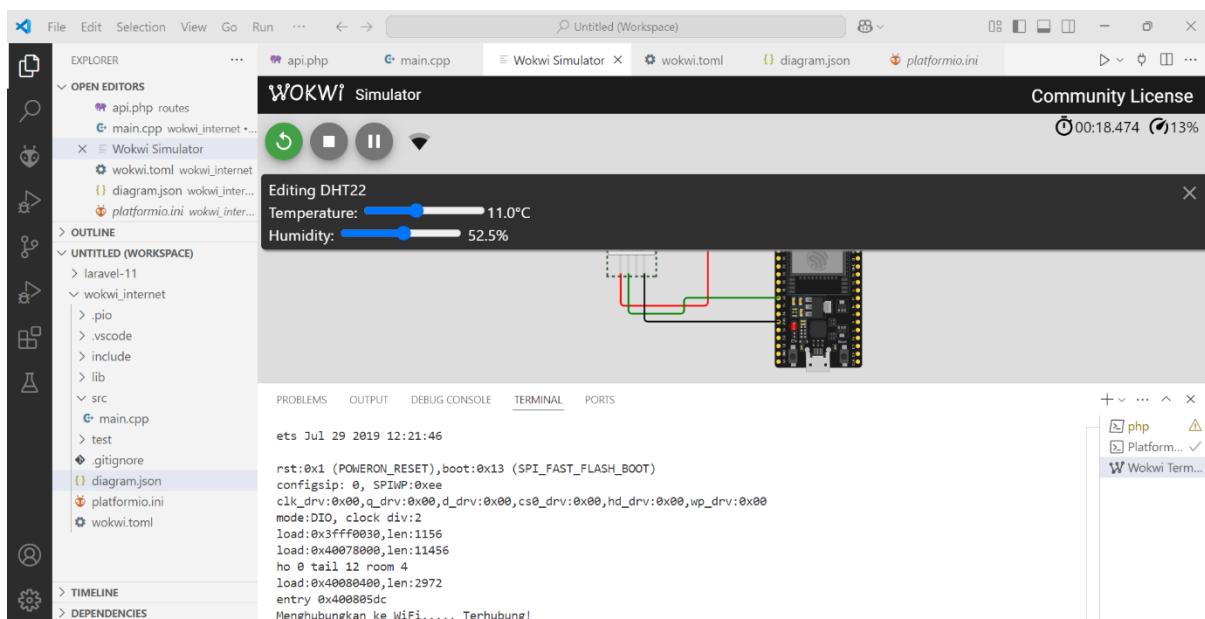 File Edit Selection View Go Run ... Untitled (Workspace)
EXPLORER ...
OPEN EDITORS
api.php routes
main.cpp wokwi_internet •...
Wokwi Simulator
wokwi.toml wokwi_internet
diagram.json wokwi_inter...
platformio.ini wokwi_inter...
OUTLINE
UNTITLED (WORKSPACE)
laravel-11
wokwi_internet
.pio
.vscode
include
lib
src
main.cpp
test
.gitignore
diagram.json
platformio.ini
wokwi.toml
TIMELINE
DEPENDENCIES
api.php main.cpp Wokwi Simulator wokwi.toml diagram.json platformio.ini
WOKWI Simulator
Community License
00:18.474 13%
Editing DHT22
Temperature: 11.0°C
Humidity: 52.5%
PROBLEMS OUTPUT DEBUG CONSOLE TERMINAL PORTS
ets Jul 29 2019 12:21:46
rst:0x1 (POWERON_RESET),boot:0x13 (SPI_FAST_FLASH_BOOT)
configsip: 0, SPIWP:0xee
clk_drv:0x00,q_drv:0x00,d_drv:0x00,cs0_drv:0x00,hd_drv:0x00,wp_drv:0x00
mode:DIO, clock div:2
load:0x3fff0030,len:1156
load:0x40078000,len:11456
ho 0 tail 12 room 4
load:0x40080400,len:2972
entry 0x400805dc
Menghubungkan ke WiFi..... Terhubung!
php
Platform...
Wokwi Term...